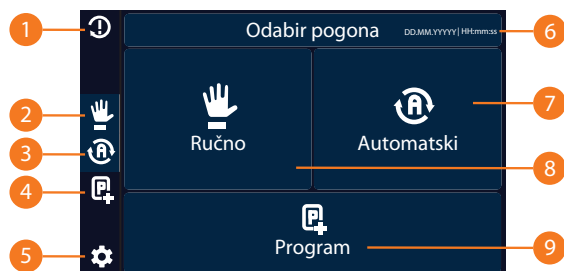 1
Odabir pogona DD.MM.YYYYY| HH:mm:ss
6
2
3
4
5
A
P
Ručno
A
Automatski
7
8
P
Program
9